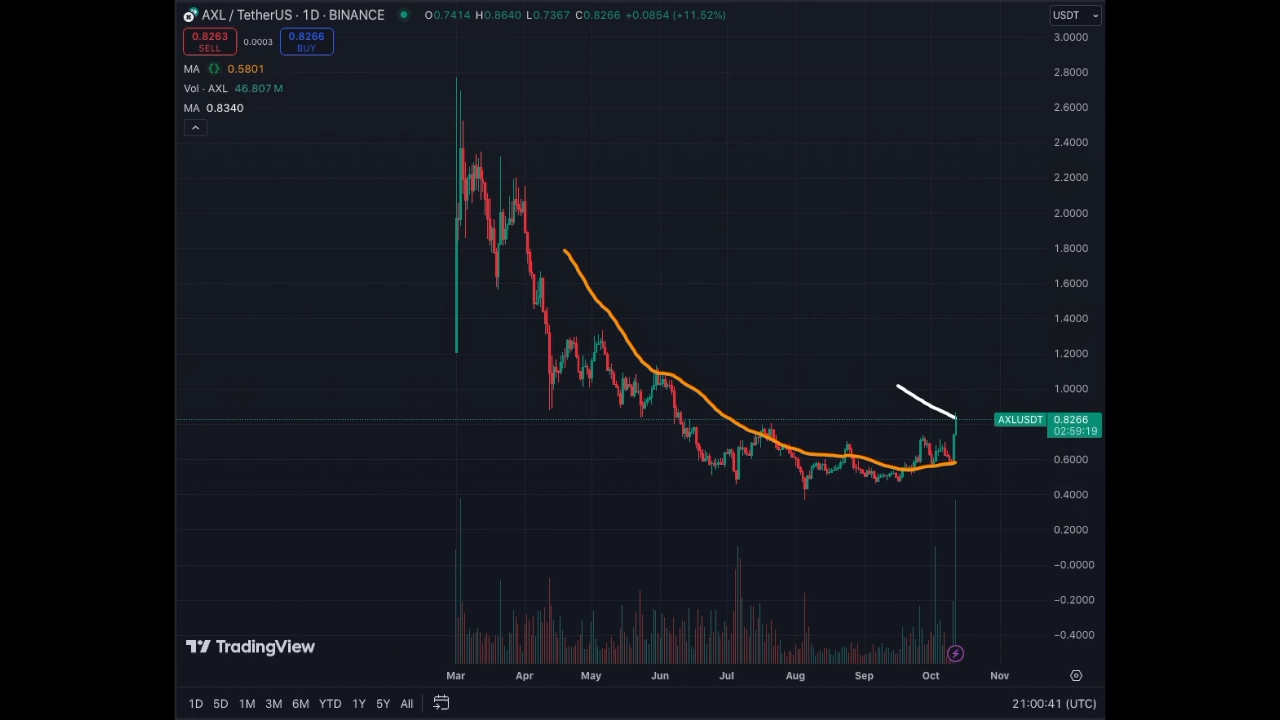 AXL / TetherUS · 1D · BINANCE O0.7414 H0.8640 L0.7367 C0.8266 +0.0854 (+11.52%)
USDT
0.8263 0.0003 0.8266
SELL BUY
MA 0.5801
Vol · AXL 46.807 M
MA 0.8340
3.0000
2.8000
2.6000
2.4000
2.2000
2.0000
1.8000
1.6000
1.4000
1.2000
1.0000
AXLUSDT 0.8266
02:59:19
0.6000
0.4000
0.2000
−0.0000
−0.2000
−0.4000
TradingView
Mar Apr May Jun Jul Aug Sep Oct Nov
1D 5D 1M 3M 6M YTD 1Y 5Y All 21:00:41 (UTC)